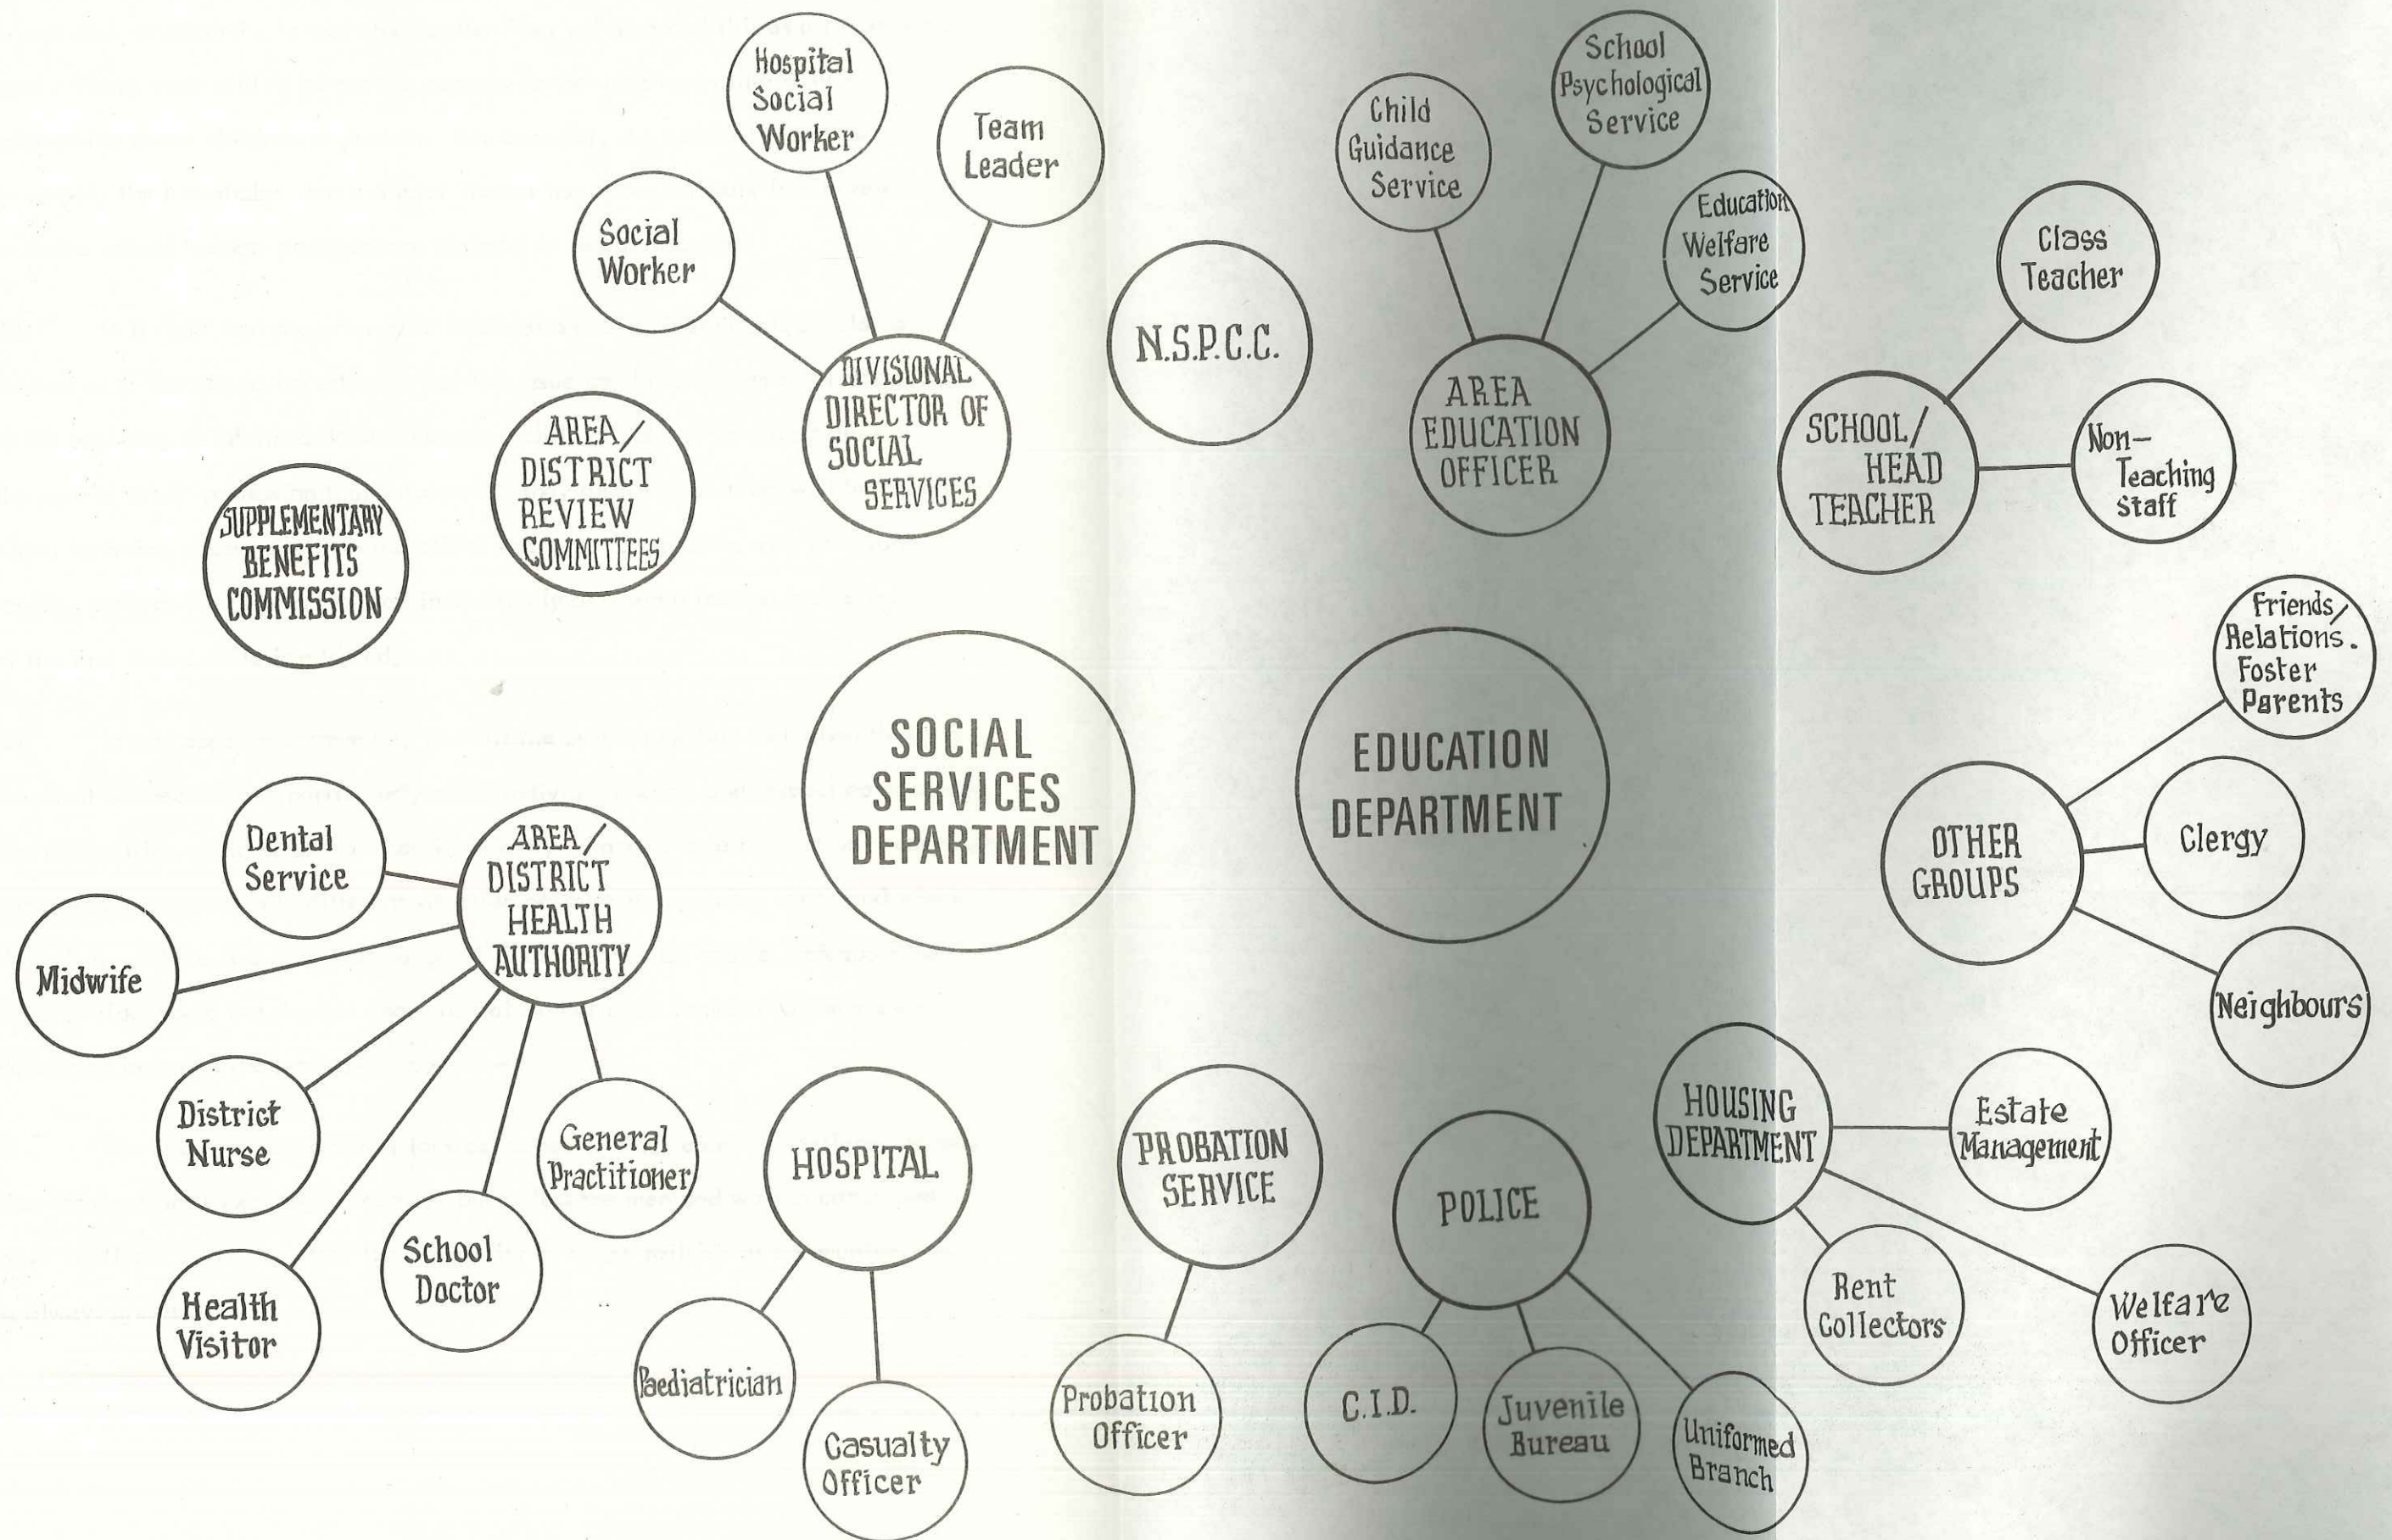 Hospital
Social
Worker
Team
Leader
Social
Worker
DIVISIONAL
DIRECTOR OF
SOCIAL
SERVICES
N.S.P.C.C.
Child
Guidance
Service
School
Psychological
Service
Education
Welfare
Service
AREA
EDUCATION
OFFICER
Class
Teacher
SCHOOL/
HEAD
TEACHER
Non-
Teaching
Staff
AREA/
DISTRICT
REVIEW
COMMITTEES
SUPPLEMENTARY
BENEFITS
COMMISSION
SOCIAL
SERVICES
DEPARTMENT
EDUCATION
DEPARTMENT
Friends/
Relations.
Foster
Parents
OTHER
GROUPS
Clergy
Neighbours
Dental
Service
AREA/
DISTRICT
HEALTH
AUTHORITY
Midwife
District
Nurse
Health
Visitor
School
Doctor
General
Practitioner
HOSPITAL
Paediatrician
Casualty
Officer
PROBATION
SERVICE
Probation
Officer
POLICE
C.I.D.
Juvenile
Bureau
Uniformed
Branch
HOUSING
DEPARTMENT
Estate
Management
Rent
Collectors
Welfare
Officer